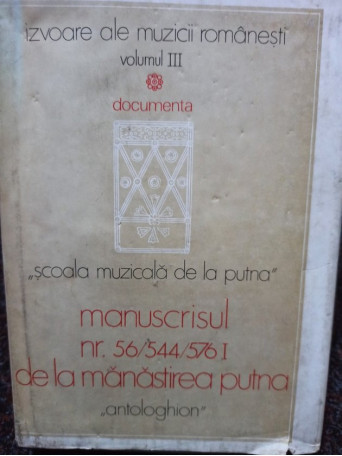 izvoare ale muzicii românești
volumul III
documenta
„școala muzicală de la putna"
manuscrisul
nr. 56/544/576 I
de la mănăstirea putna
„antologhion"